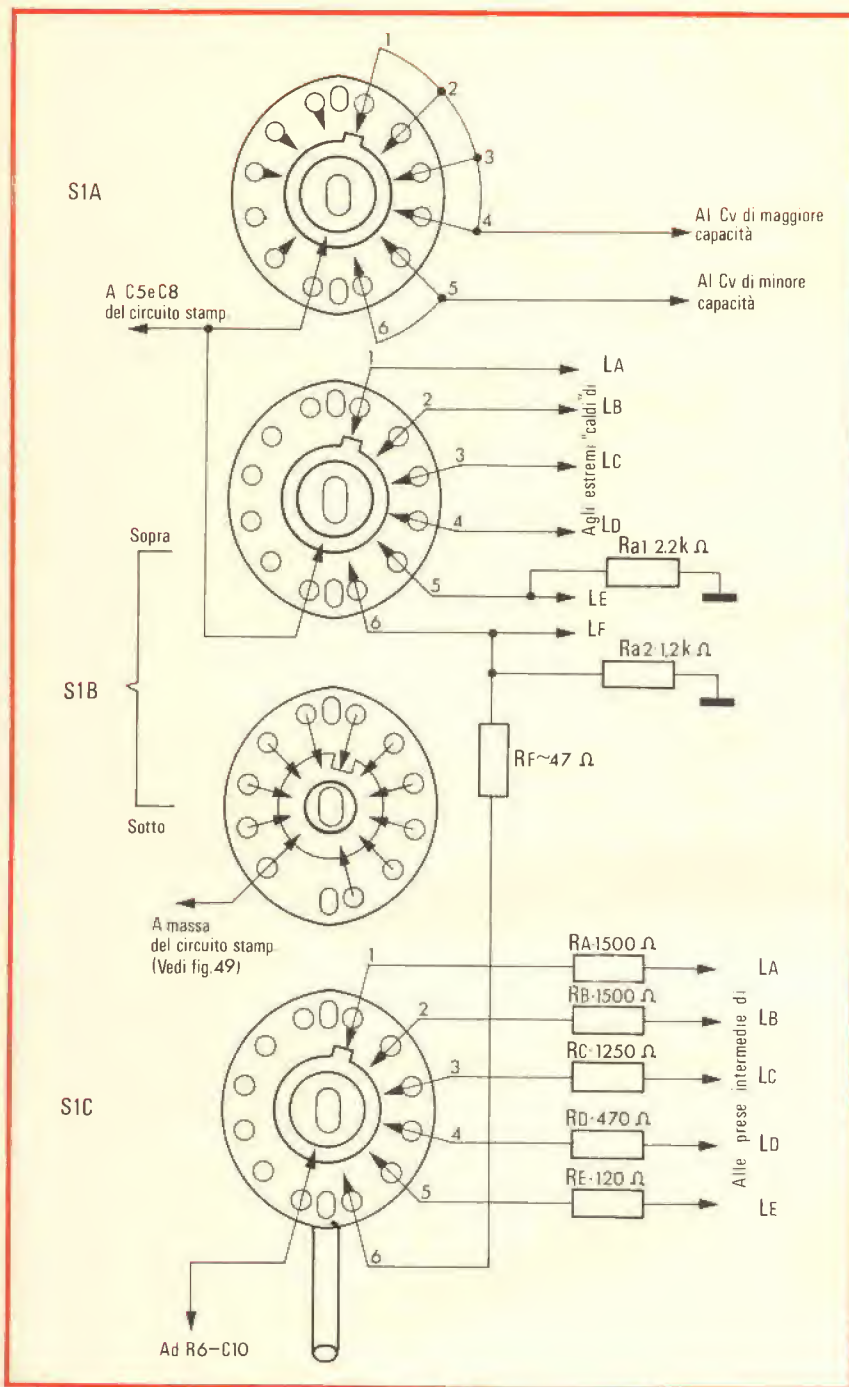 1
2
3
4
5
6
S1A
Al Cv di maggiore
capacità
Al Cv di minore
capacità
A C5eC8
del circuito stamp.
1
2
3
4
5
6
LA
LB
LC
LD
Agli estremi "caldi" di
Ra1 2.2k Ω
LE
LF
Ra2·1,2k Ω
Sopra
S1B
Sotto
RF~47 Ω
A massa
del circuito stamp.
(Vedi fig.49)
1
2
3
4
5
6
S1C
RA·1500 Ω
LA
RB·1500 Ω
LB
RC·1250 Ω
LC
RD·470 Ω
LD
RE·120 Ω
LE
Alle prese intermedie di
Ad R6-C10